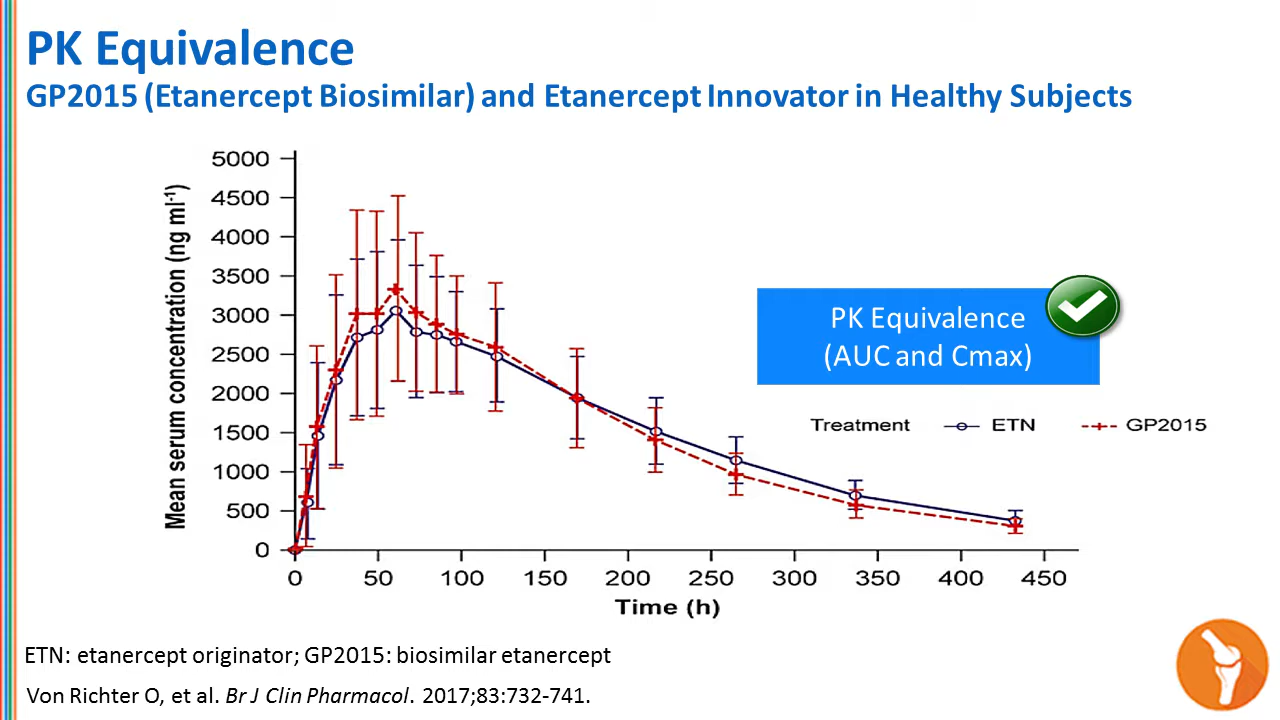 PK Equivalence
GP2015 (Etanercept Biosimilar) and Etanercept Innovator in Healthy Subjects
Mean serum concentration (ng ml⁻¹)
5000
4500
4000
3500
3000
2500
2000
1500
1000
500
0
PK Equivalence
(AUC and Cmax)
Treatment ETN GP2015
0 50 100 150 200 250 300 350 400 450
Time (h)
ETN: etanercept originator; GP2015: biosimilar etanercept
Von Richter O, et al. Br J Clin Pharmacol. 2017;83:732-741.